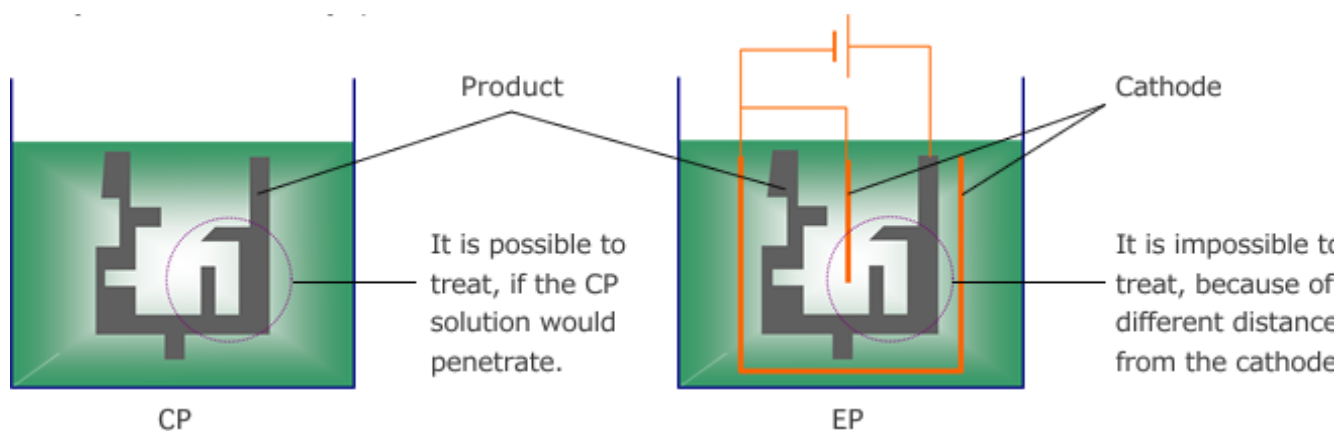 Product
Cathode
It is possible to
treat, if the CP
solution would
penetrate.
It is impossible to
treat, because of
different distance
from the cathode
CP
EP